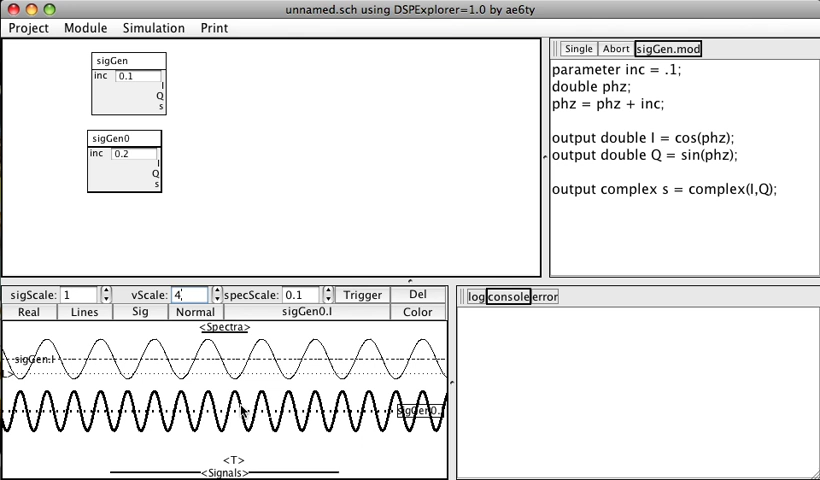 unnamed.sch using DSPExplorer=1.0 by ae6ty
Project Module Simulation Print
sigGen
inc 0.1
I
Q
s
sigGen0
inc 0.2
I
Q
s
Single Abort sigGen.mod
parameter inc = .1;
double phz;
phz = phz + inc;
output double I = cos(phz);
output double Q = sin(phz);
output complex s = complex(I,Q);
sigScale: 1 vScale: 4 specScale: 0.1 Trigger Del
Real Lines Sig Normal sigGen0.I Color
<Spectra>
sigGen.I
<T>
<Signals>
log console error